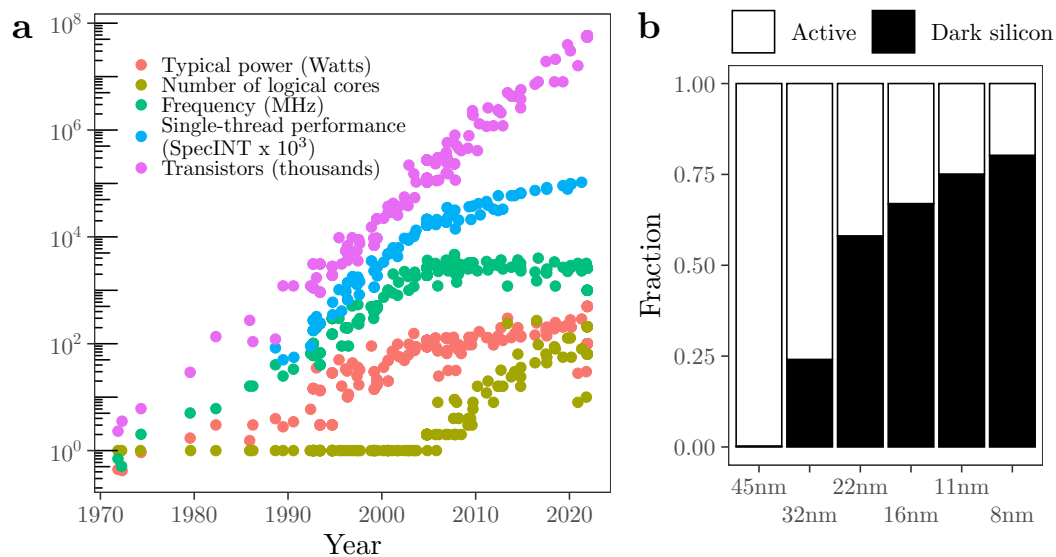 a
10^8
10^6
10^4
10^2
10^0
Typical power (Watts)
Number of logical cores
Frequency (MHz)
Single-thread performance
(SpecINT x 10^3)
Transistors (thousands)
1970 1980 1990 2000 2010 2020
Year
b
Active Dark silicon
Fraction
1.00
0.75
0.50
0.25
0.00
45nm 22nm 11nm
32nm 16nm 8nm